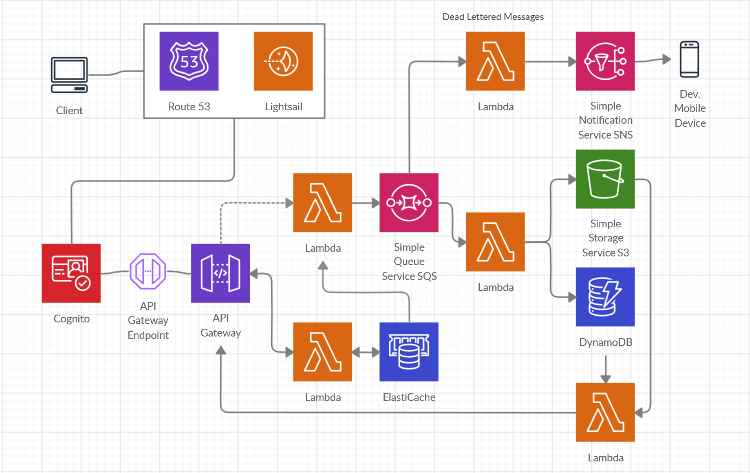 Dead Lettered Messages
53
Client
Route 53
Lightsail
Lambda
Simple
Notification
Service SNS
Dev.
Mobile
Device
Lambda
Simple
Queue
Service SQS
Lambda
Simple
Storage
Service S3
Cognito
API
Gateway
Endpoint
</>
API
Gateway
DynamoDB
Lambda
ElastiCache
Lambda